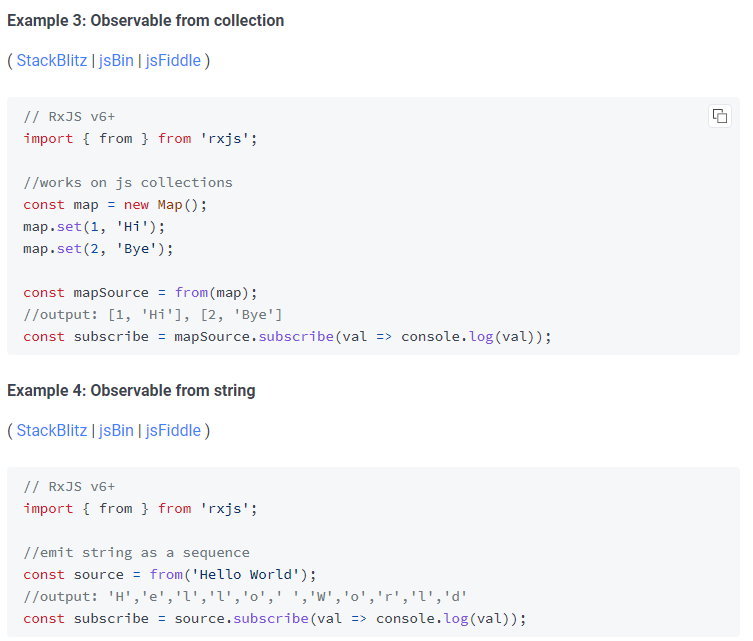 Example 3: Observable from collection
( StackBlitz | jsBin | jsFiddle )
// RxJS v6+
import { from } from 'rxjs';
//works on js collections
const map = new Map();
map.set(1, 'Hi');
map.set(2, 'Bye');
const mapSource = from(map);
//output: [1, 'Hi'], [2, 'Bye']
const subscribe = mapSource.subscribe(val => console.log(val));
Example 4: Observable from string
( StackBlitz | jsBin | jsFiddle )
// RxJS v6+
import { from } from 'rxjs';
//emit string as a sequence
const source = from('Hello World');
//output: 'H','e','l','l','o',' ','W','o','r','l','d'
const subscribe = source.subscribe(val => console.log(val));